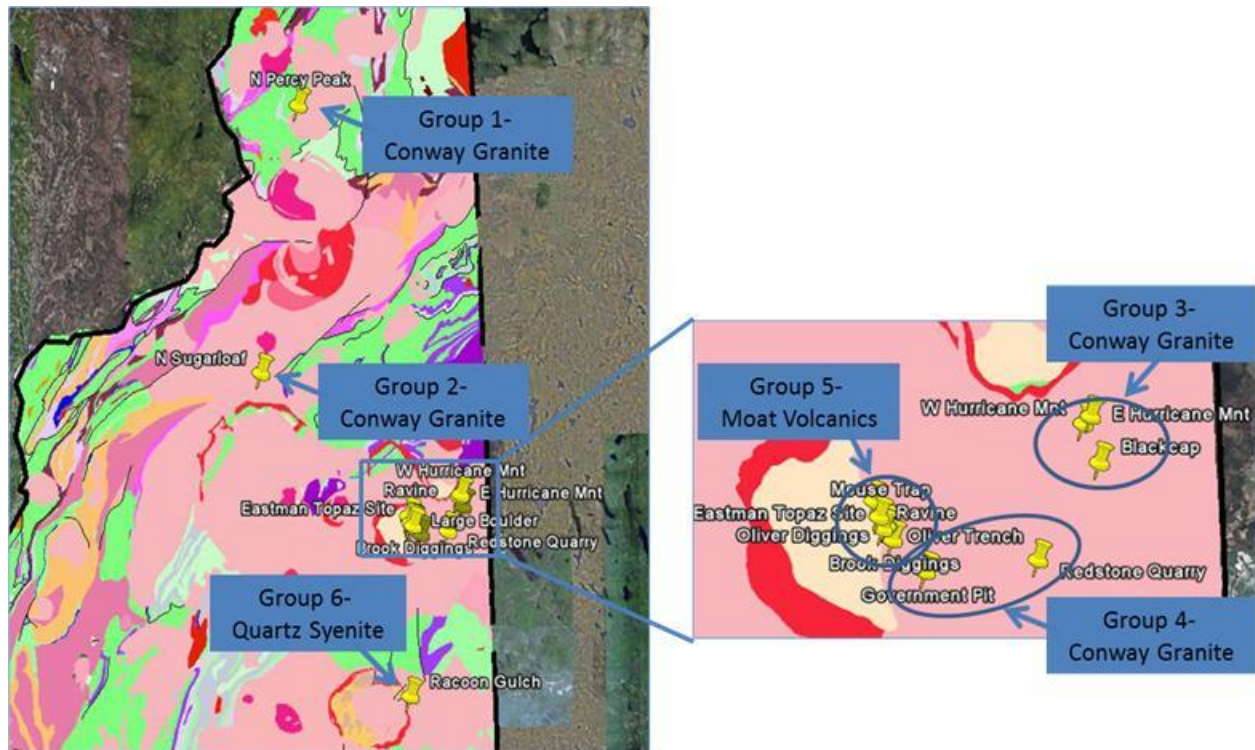 N Percy Peak
Group 1-
Conway Granite
N Sugarloaf
Group 2-
Conway Granite
W Hurricane Mnt
Ravine
E Hurricane Mnt
Eastman Topaz Site
Large Boulder
Brook Diggings
Redstone Quarry
Group 6-
Quartz Syenite
Racoon Gulch
Group 3-
Conway Granite
Group 5-
Moat Volcanics
W Hurricane Mnt
E Hurricane Mnt
Blackcap
Mouse Trap
Eastman Topaz Site
Ravine
Oliver Diggings
Oliver Trench
Brook Diggings
Redstone Quarry
Government Pit
Group 4-
Conway Granite